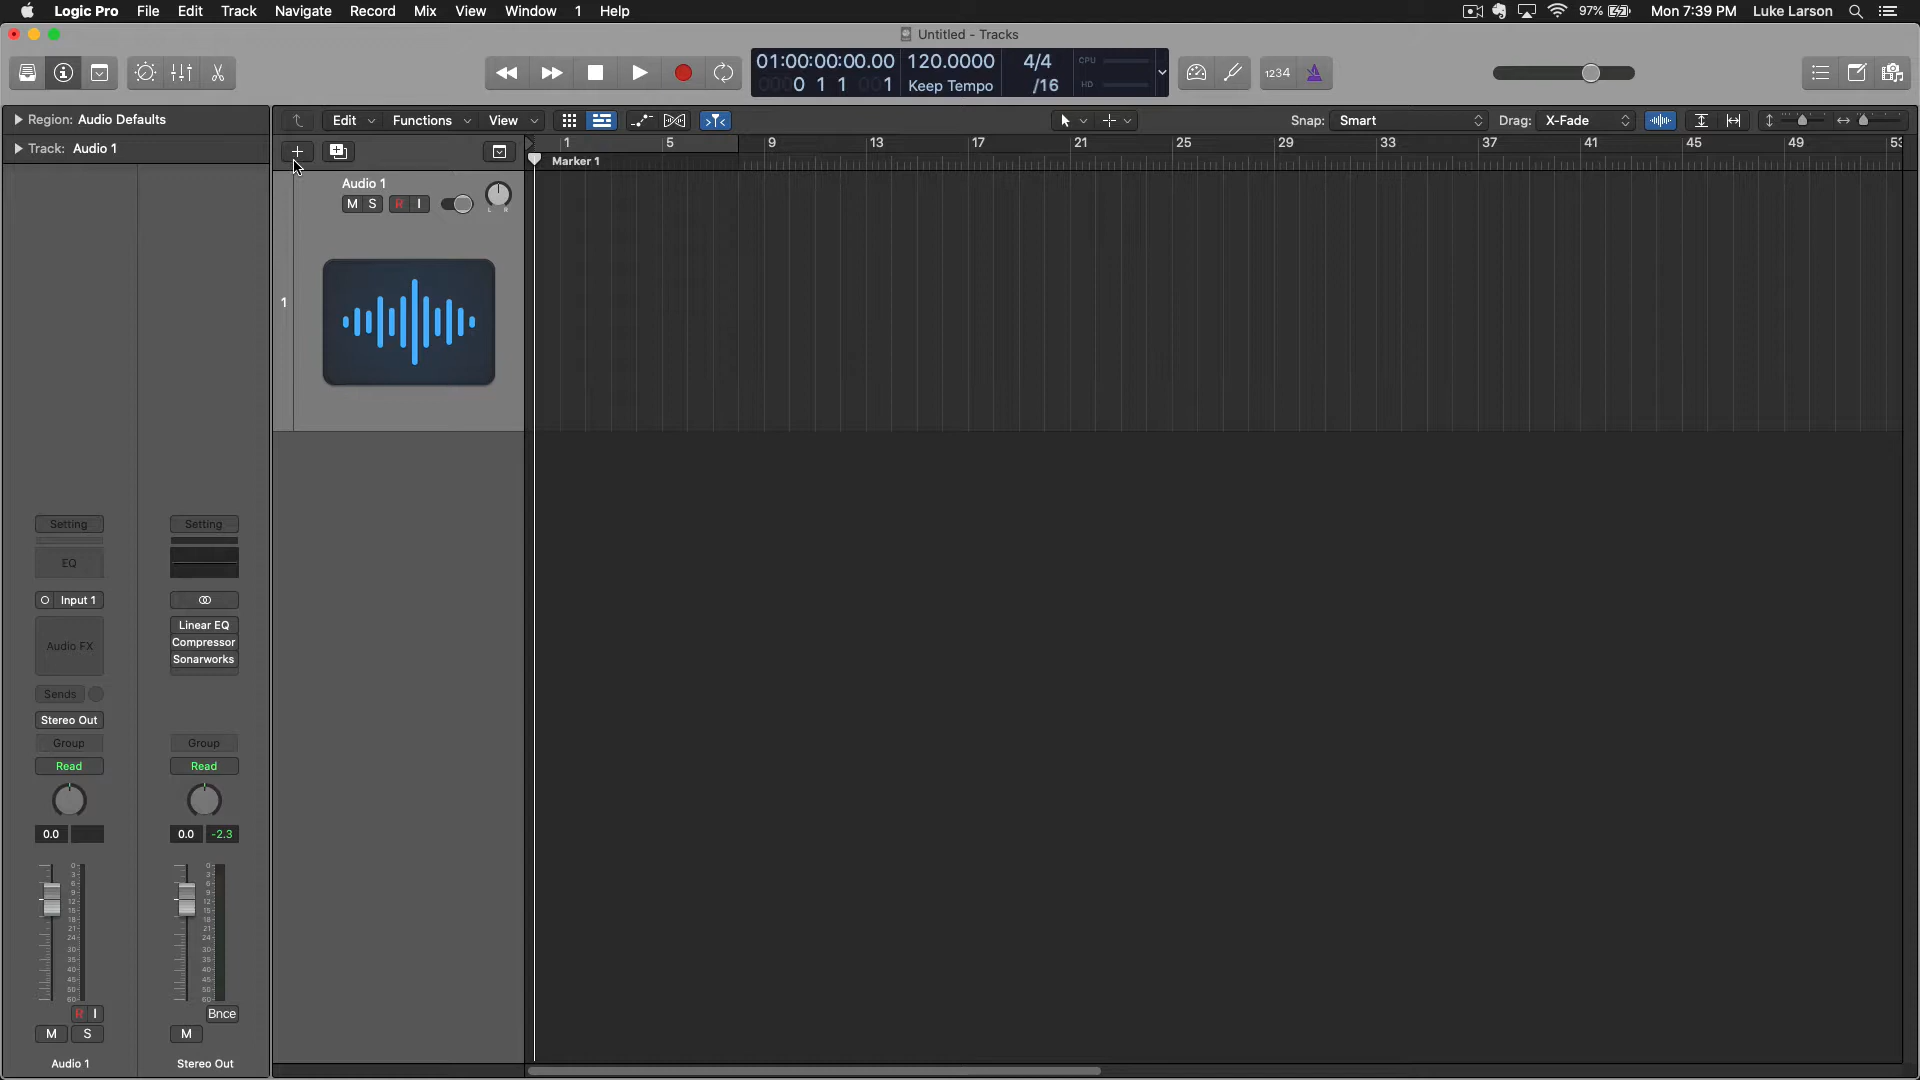 Logic Pro File Edit Track Navigate Record Mix View Window 1 Help
97% Mon 7:39 PM Luke Larson
Untitled - Tracks
01:00:00:00.00 120.0000 4/4 CPU
0 1 1 1 Keep Tempo /16 HD
1234
Region: Audio Defaults
Edit Functions View
Snap: Smart Drag: X-Fade
Track: Audio 1
1 5 9 13 17 21 25 29 33 37 41 45 49 53
Marker 1
Audio 1
M S R I
L R
1
Setting Setting
EQ
Input 1
Audio FX
Linear EQ
Compressor
Sonarworks
Sends
Stereo Out
Group Group
Read Read
0.0 0.0 -2.3
0 0
3 3
6 6
9 9
12 12
15 15
18 18
21 21
24 24
30 30
35 35
40 40
45 45
50 50
60 60
R I Bnce
M S M
Audio 1 Stereo Out